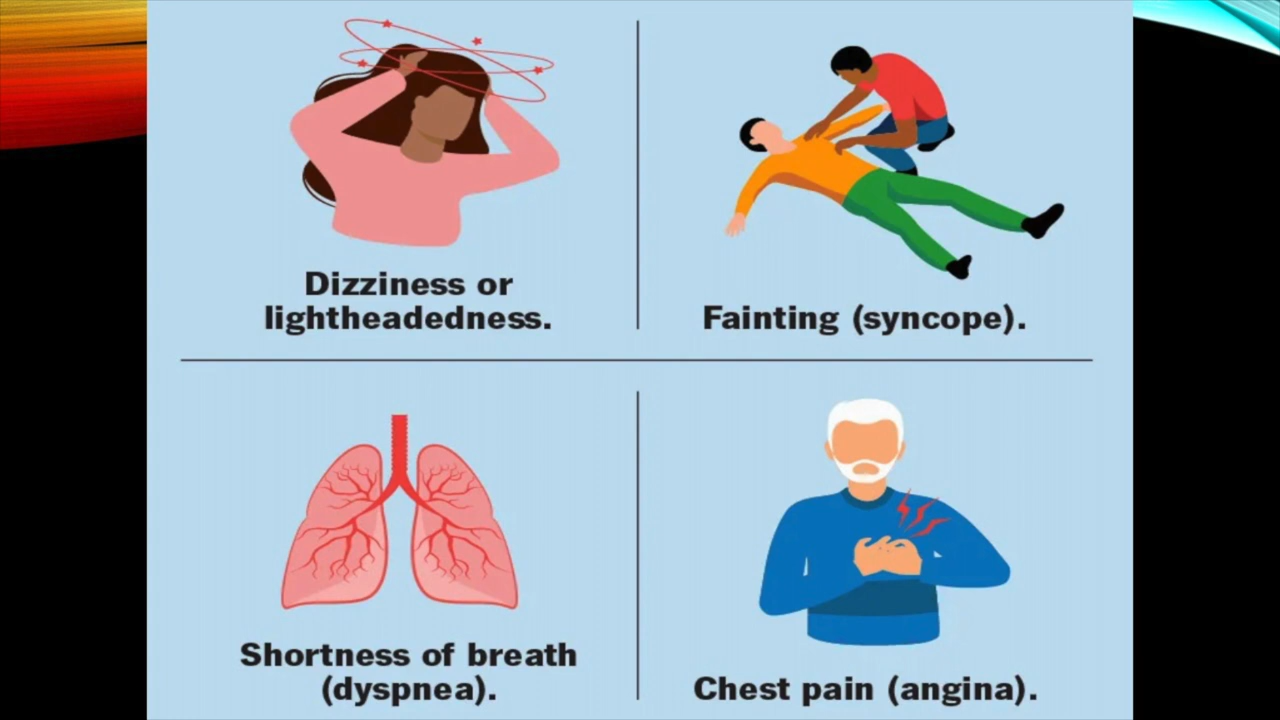 Dizziness or
lightheadedness.
Fainting (syncope).
Shortness of breath
(dyspnea).
Chest pain (angina).